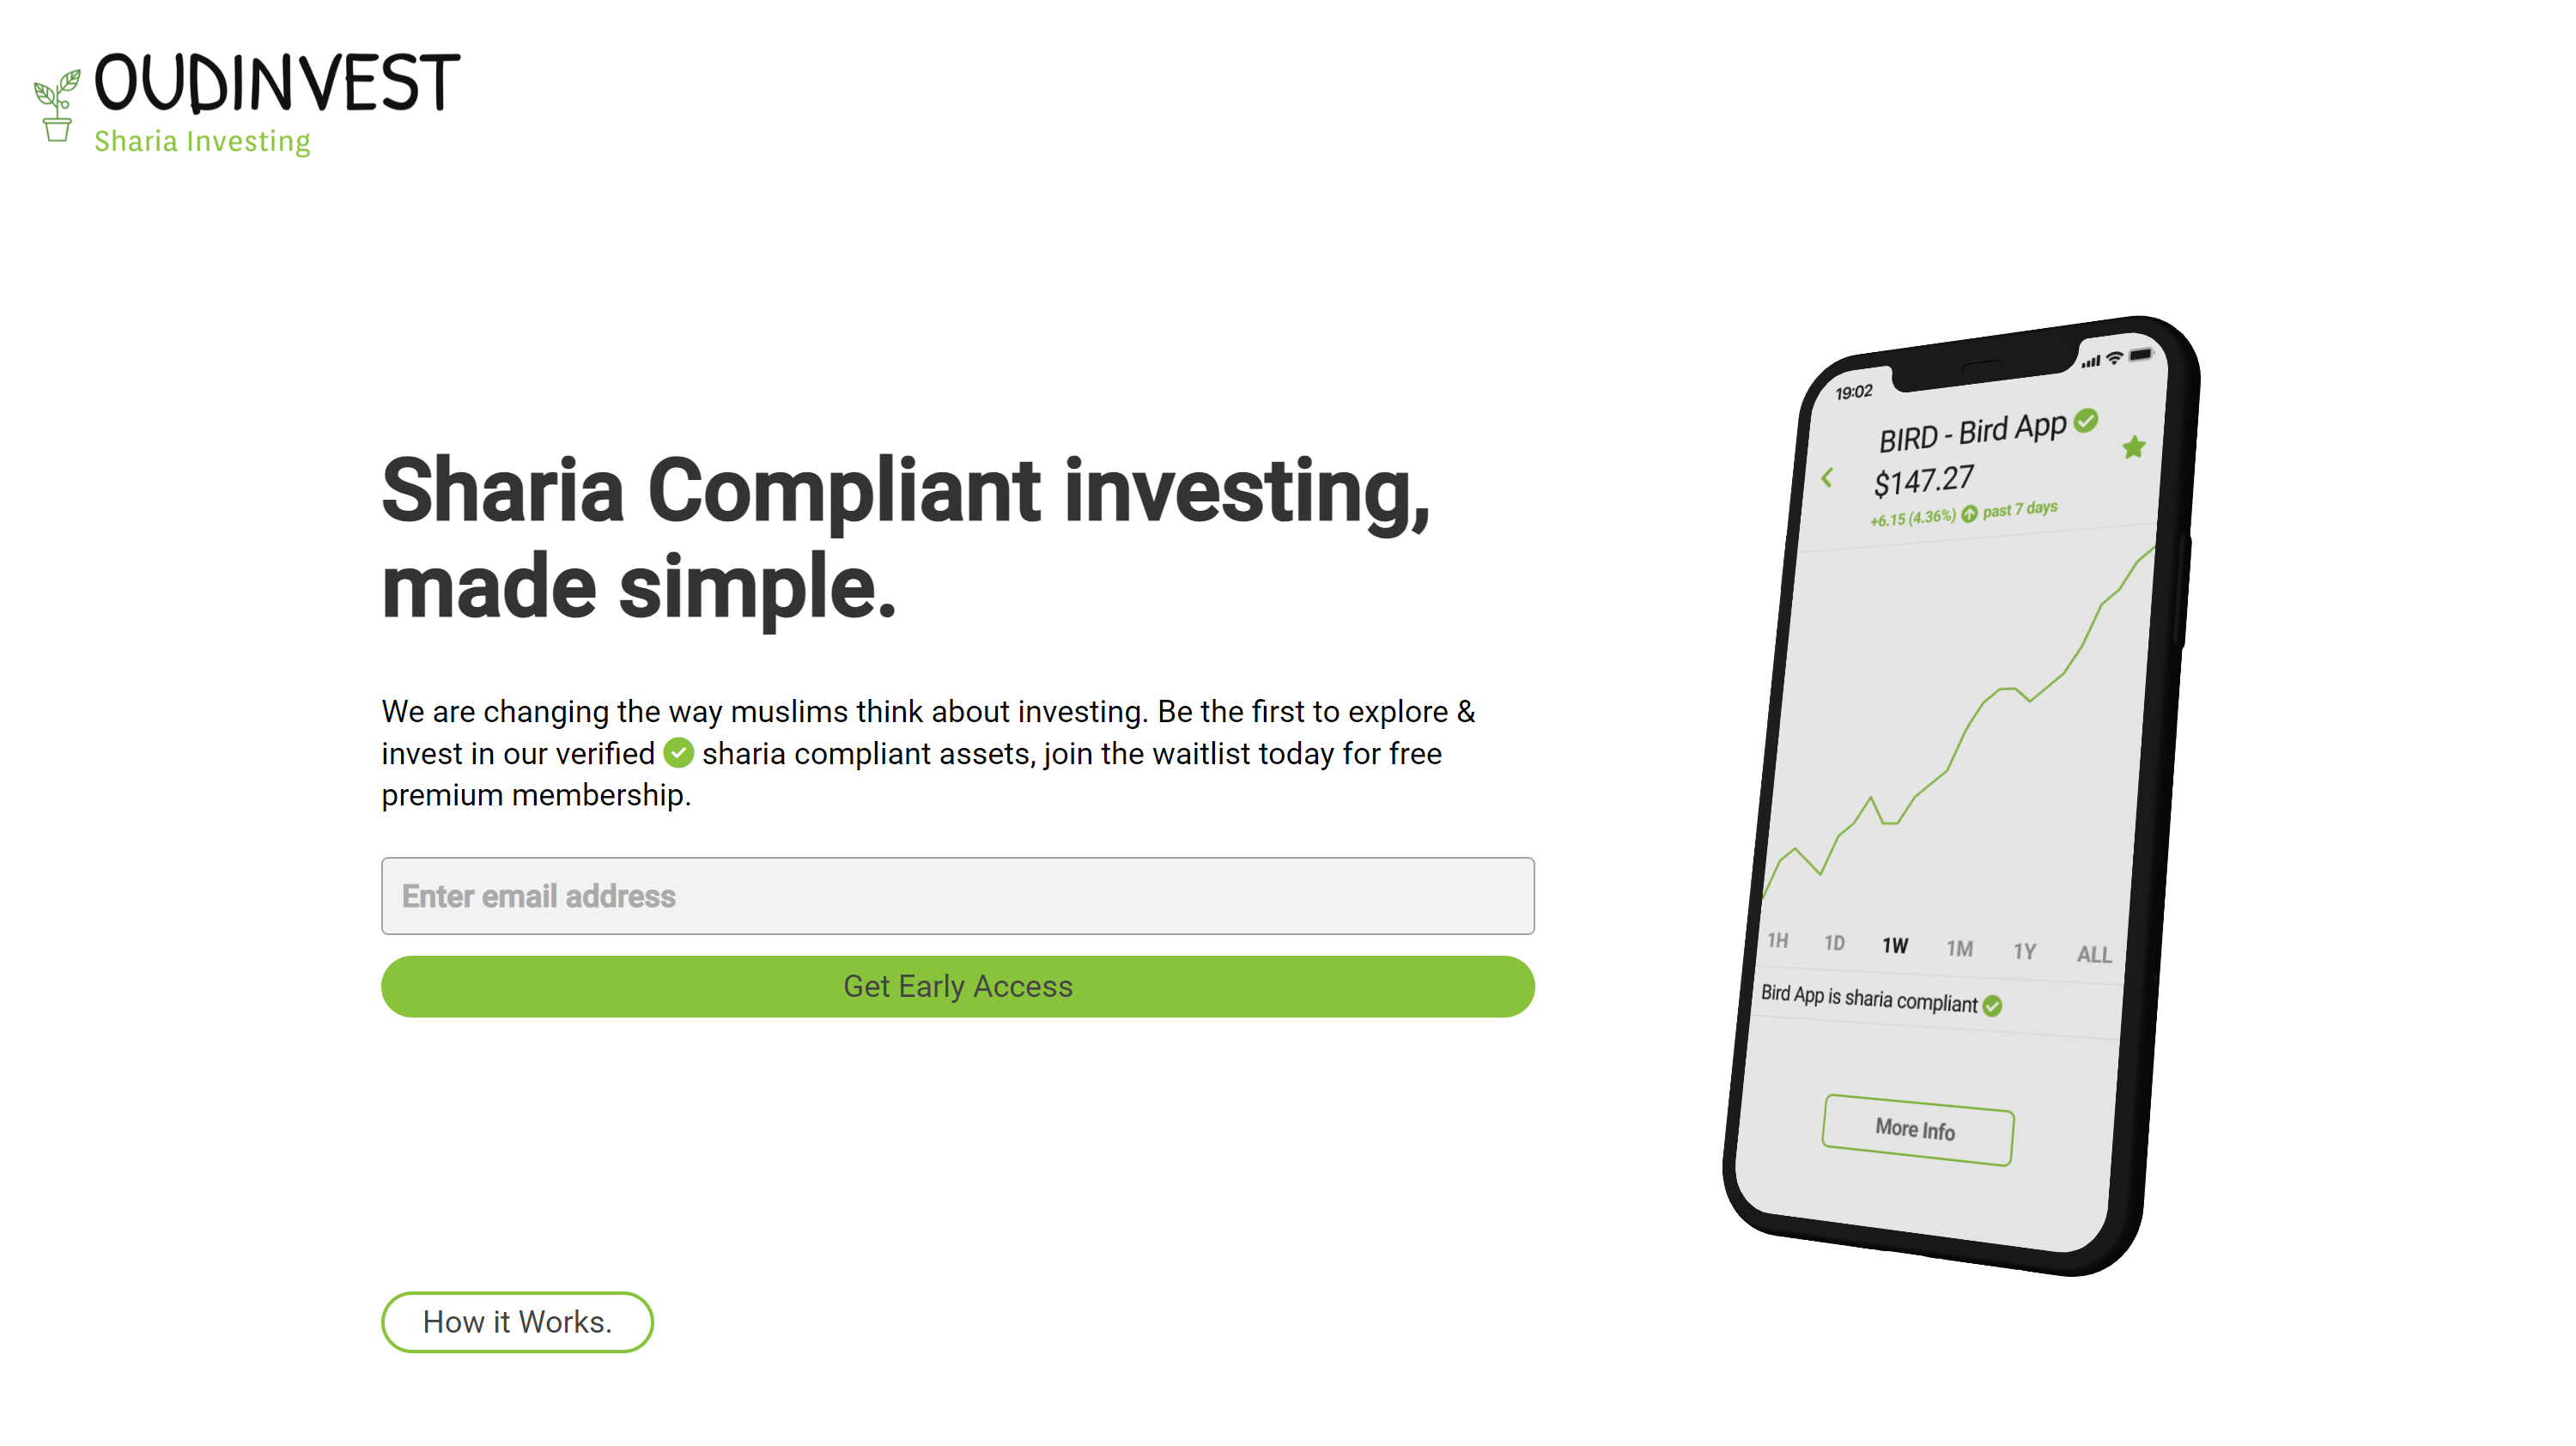 OUDINVEST
Sharia Investing
Sharia Compliant investing,
made simple.
We are changing the way muslims think about investing. Be the first to explore &
invest in our verified sharia compliant assets, join the waitlist today for free
premium membership.
Enter email address
Get Early Access
How it Works.
19:02
BIRD - Bird App
$147.27
+6.15 (4.36%) past 7 days
1H 1D 1W 1M 1Y ALL
Bird App is sharia compliant
More Info